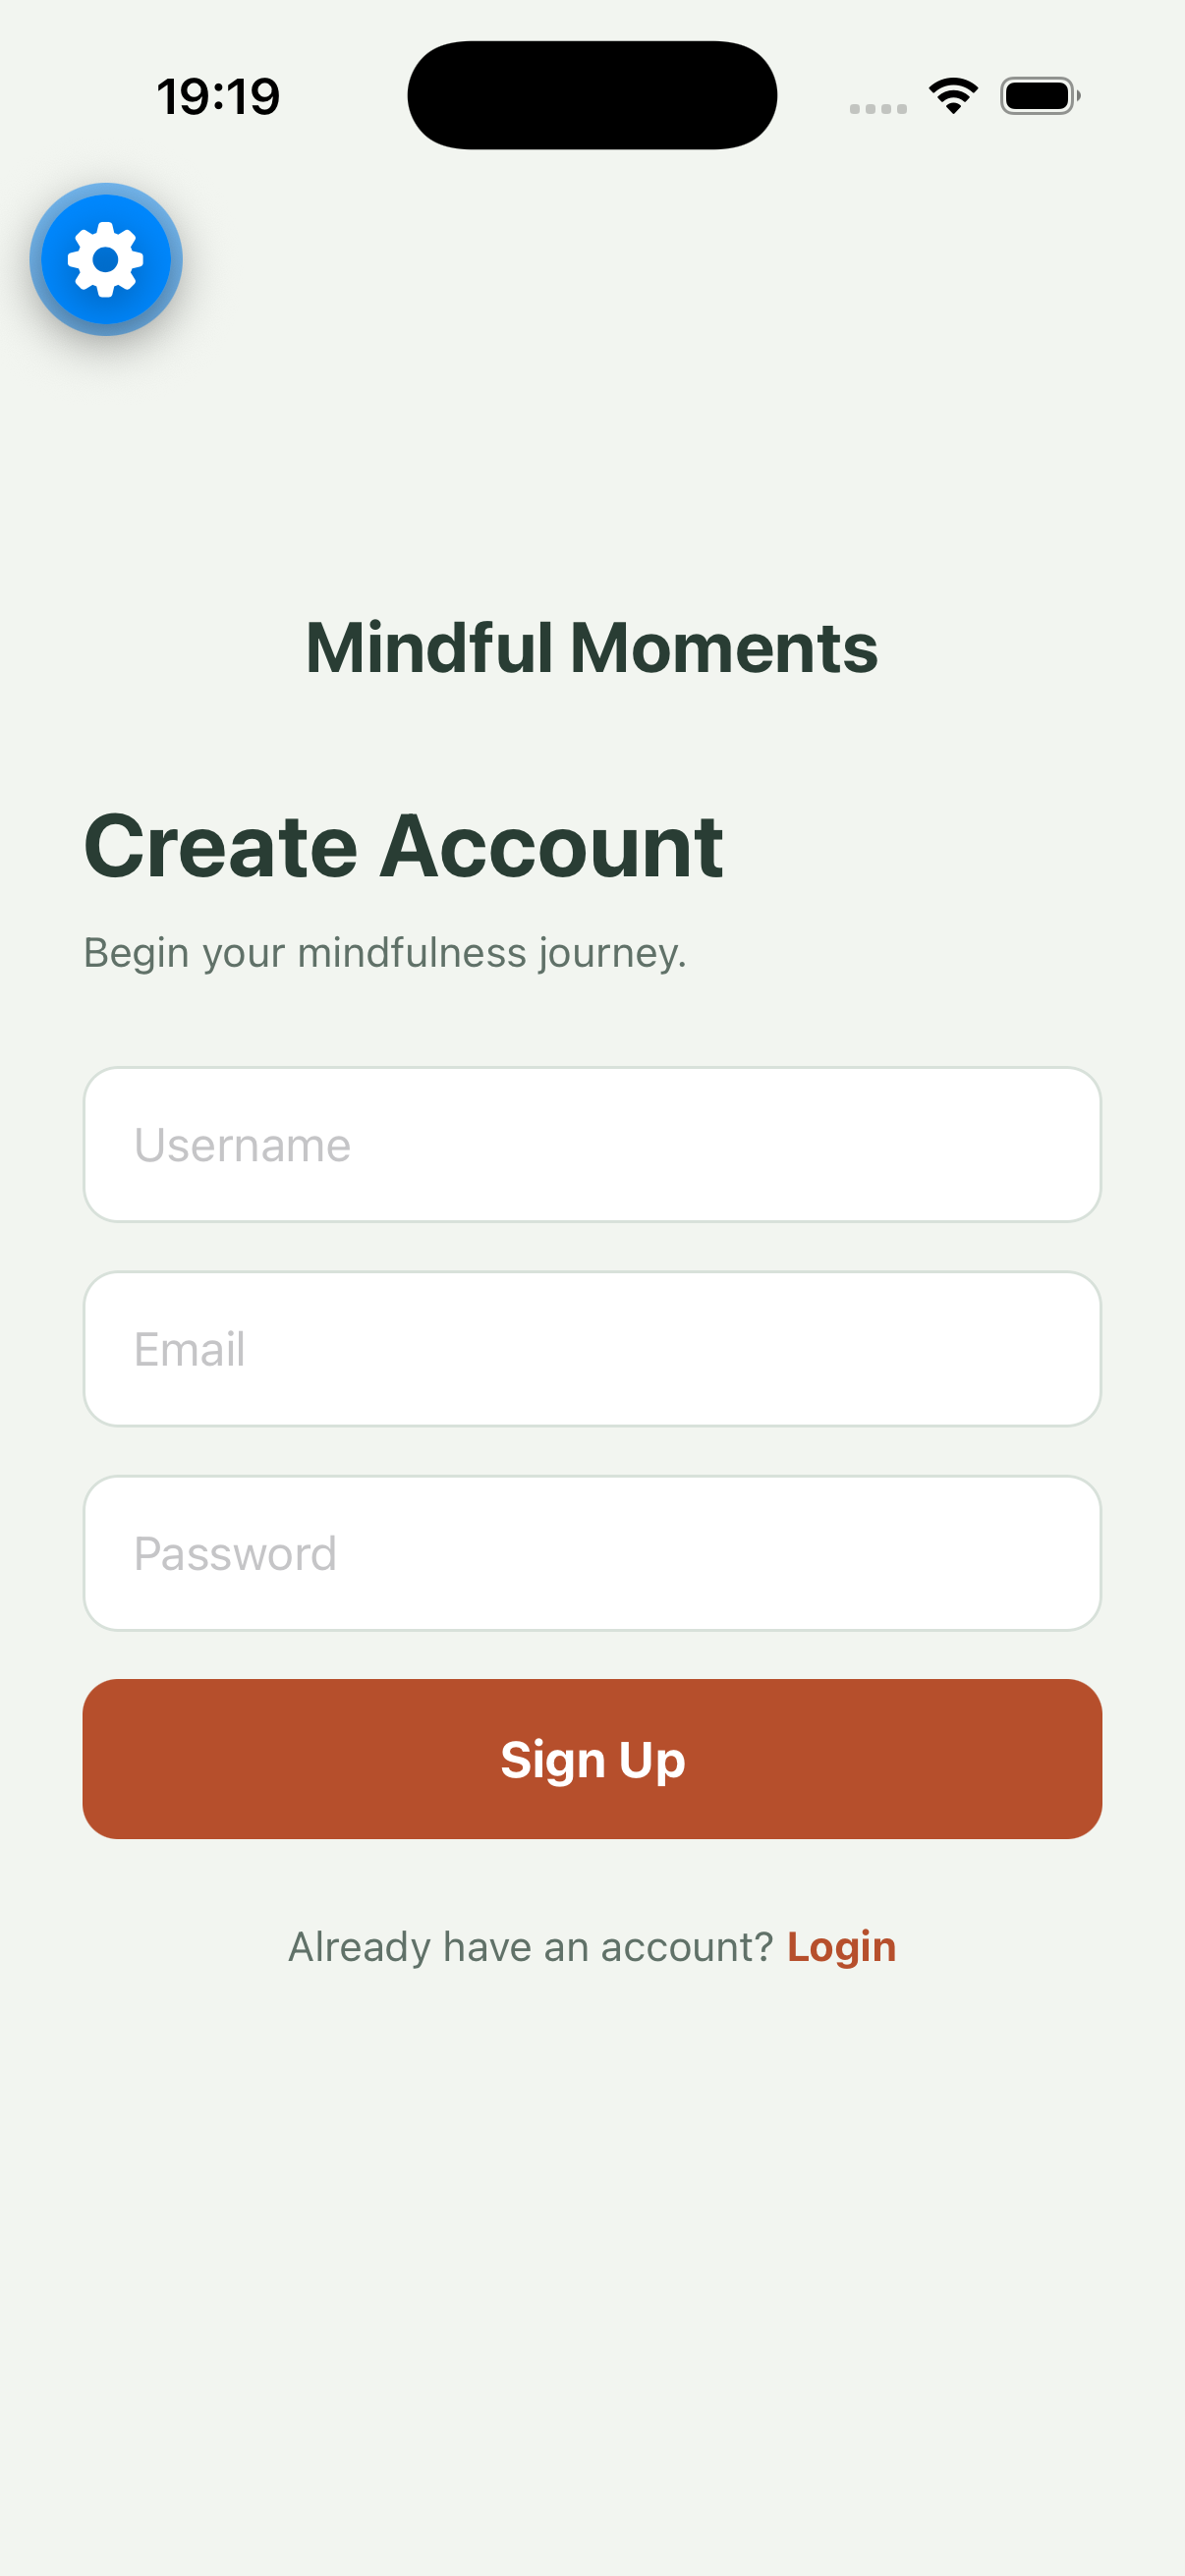 19:19
Mindful Moments
Create Account
Begin your mindfulness journey.
Username
Email
Password
Sign Up
Already have an account? Login